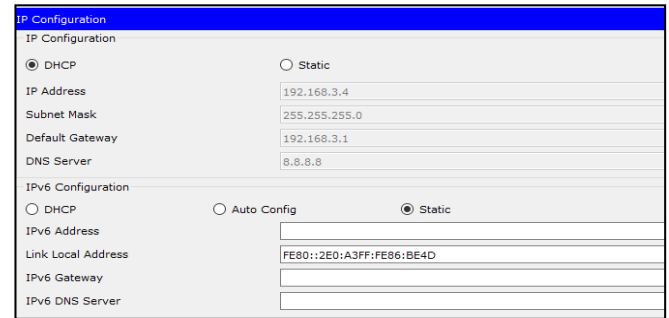 IP Configuration
IP Configuration
DHCP Static
IP Address 192.168.3.4
Subnet Mask 255.255.255.0
Default Gateway 192.168.3.1
DNS Server 8.8.8.8
IPv6 Configuration
DHCP Auto Config Static
IPv6 Address
Link Local Address FE80::2E0:A3FF:FE86:BE4D
IPv6 Gateway
IPv6 DNS Server